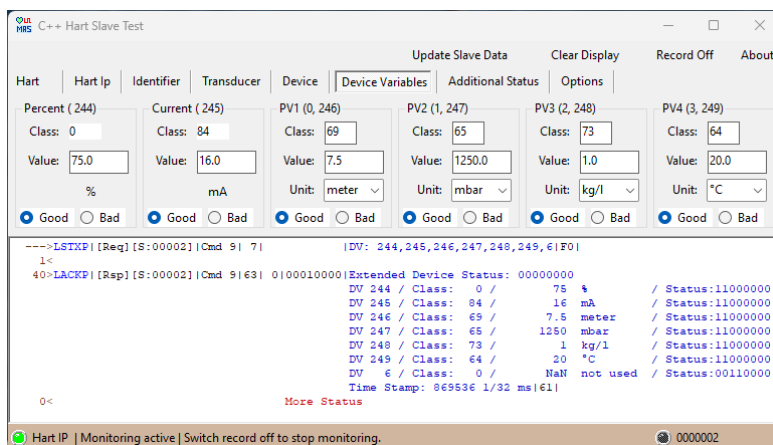 MRS C++ Hart Slave Test
Update Slave Data Clear Display Record Off About
Hart Hart Ip Identifier Transducer Device Device Variables Additional Status Options
Percent ( 244) Current ( 245) PV1 (0, 246) PV2 (1, 247) PV3 (2, 248) PV4 (3, 249)
Class: 0 Class: 84 Class: 69 Class: 65 Class: 73 Class: 64
Value: 75.0 Value: 16.0 Value: 7.5 Value: 1250.0 Value: 1.0 Value: 20.0
% mA Unit: meter Unit: mbar Unit: kg/l Unit: °C
Good Bad Good Bad Good Bad Good Bad Good Bad Good Bad
--->LSTXP|[Req][S:00002]|Cmd 9| 7| |DV: 244,245,246,247,248,249,6|F0|
1<
40>LACKP|[Rsp][S:00002]|Cmd 9|63| 0|00010000|Extended Device Status: 00000000
DV 244 / Class: 0 / 75 % / Status:11000000
DV 245 / Class: 84 / 16 mA / Status:11000000
DV 246 / Class: 69 / 7.5 meter / Status:11000000
DV 247 / Class: 65 / 1250 mbar / Status:11000000
DV 248 / Class: 73 / 1 kg/l / Status:11000000
DV 249 / Class: 64 / 20 °C / Status:11000000
DV 6 / Class: 0 / NaN not used / Status:00110000
Time Stamp: 869536 1/32 ms|61|
0< More Status
Hart IP | Monitoring active | Switch record off to stop monitoring. 0000002